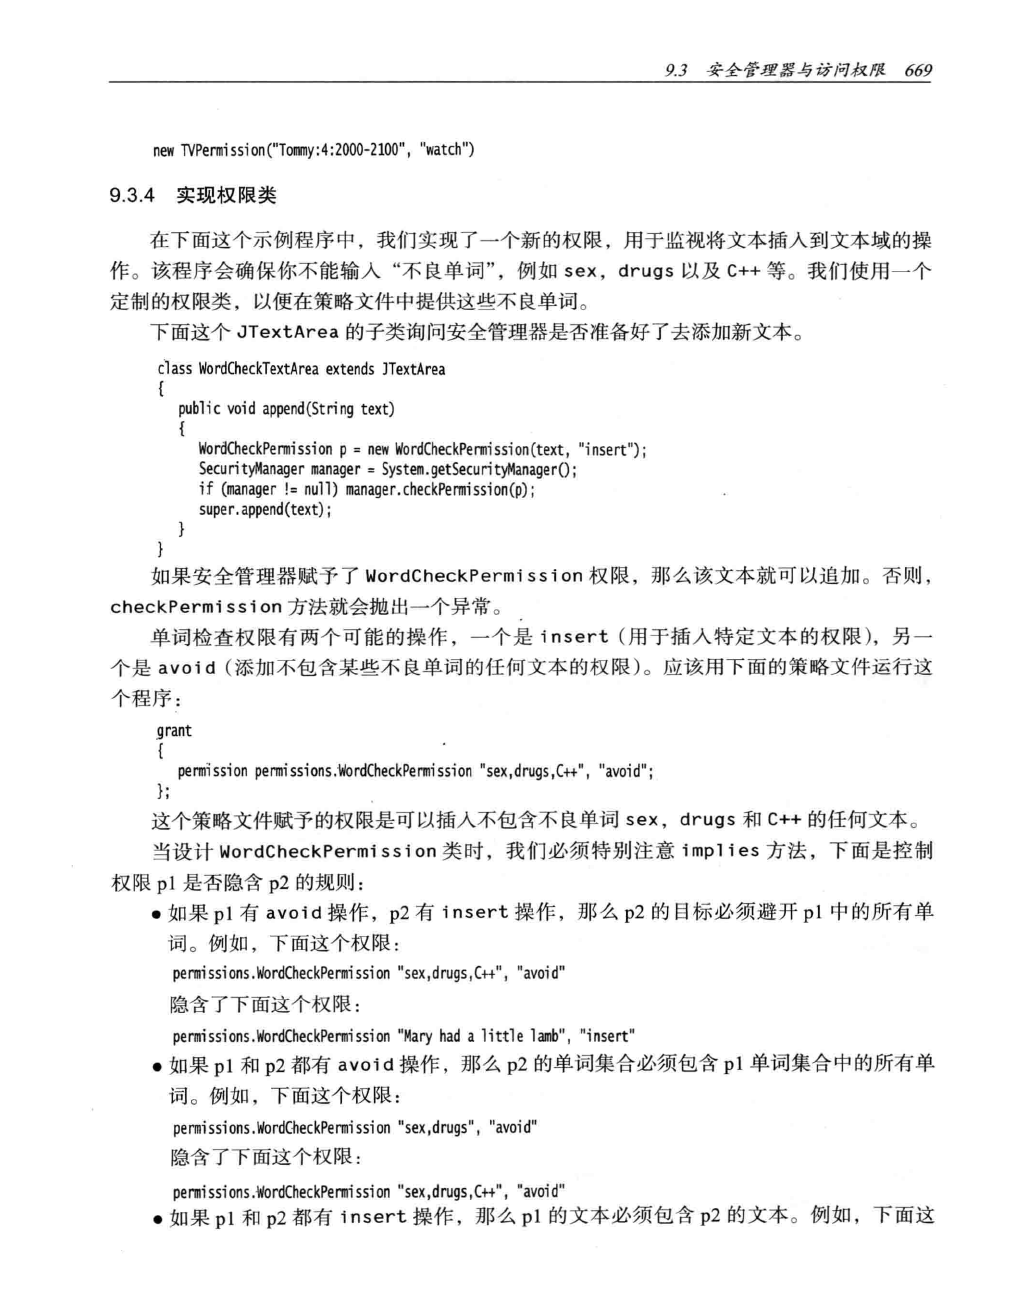 9.3 安全管理器与访问权限 669
new TVPermission("Tommy:4:2000-2100", "watch")
9.3.4 实现权限类
在下面这个示例程序中，我们实现了一个新的权限，用于监视将文本插入到文本域的操
作。该程序会确保你不能输入“不良单词”，例如 sex，drugs 以及 C++ 等。我们使用一个
定制的权限类，以便在策略文件中提供这些不良单词。
下面这个 JTextArea 的子类询问安全管理器是否准备好了去添加新文本。
class WordCheckTextArea extends JTextArea
{
public void append(String text)
{
WordCheckPermission p = new WordCheckPermission(text, "insert");
SecurityManager manager = System.getSecurityManager();
if (manager != null) manager.checkPermission(p);
super.append(text);
}
}
如果安全管理器赋予了 WordCheckPermission 权限，那么该文本就可以追加。否则，
checkPermission 方法就会抛出一个异常。
单词检查权限有两个可能的操作，一个是 insert（用于插入特定文本的权限），另一
个是 avoid（添加不包含某些不良单词的任何文本的权限）。应该用下面的策略文件运行这
个程序：
grant
{
permission permissions.WordCheckPermission "sex,drugs,C++", "avoid";
};
这个策略文件赋予的权限是可以插入不包含不良单词 sex，drugs 和 C++ 的任何文本。
当设计 WordCheckPermission 类时，我们必须特别注意 implies 方法，下面是控制
权限 p1 是否隐含 p2 的规则：
● 如果 p1 有 avoid 操作，p2 有 insert 操作，那么 p2 的目标必须避开 p1 中的所有单
词。例如，下面这个权限：
permissions.WordCheckPermission "sex,drugs,C++", "avoid"
隐含了下面这个权限：
permissions.WordCheckPermission "Mary had a little lamb", "insert"
● 如果 p1 和 p2 都有 avoid 操作，那么 p2 的单词集合必须包含 p1 单词集合中的所有单
词。例如，下面这个权限：
permissions.WordCheckPermission "sex,drugs", "avoid"
隐含了下面这个权限：
permissions.WordCheckPermission "sex,drugs,C++", "avoid"
● 如果 p1 和 p2 都有 insert 操作，那么 p1 的文本必须包含 p2 的文本。例如，下面这